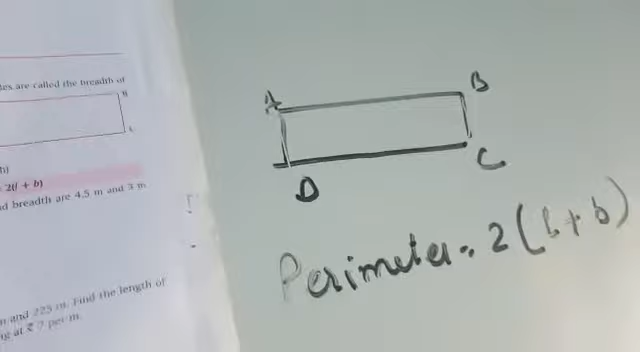 es are called the breadth of
B
h)
2(l + b)
d breadth are 4.5 m and 3 m
and 225 m. Find the length of
at ₹ 7 per m.
A B
D C
Perimeter = 2(l+b)